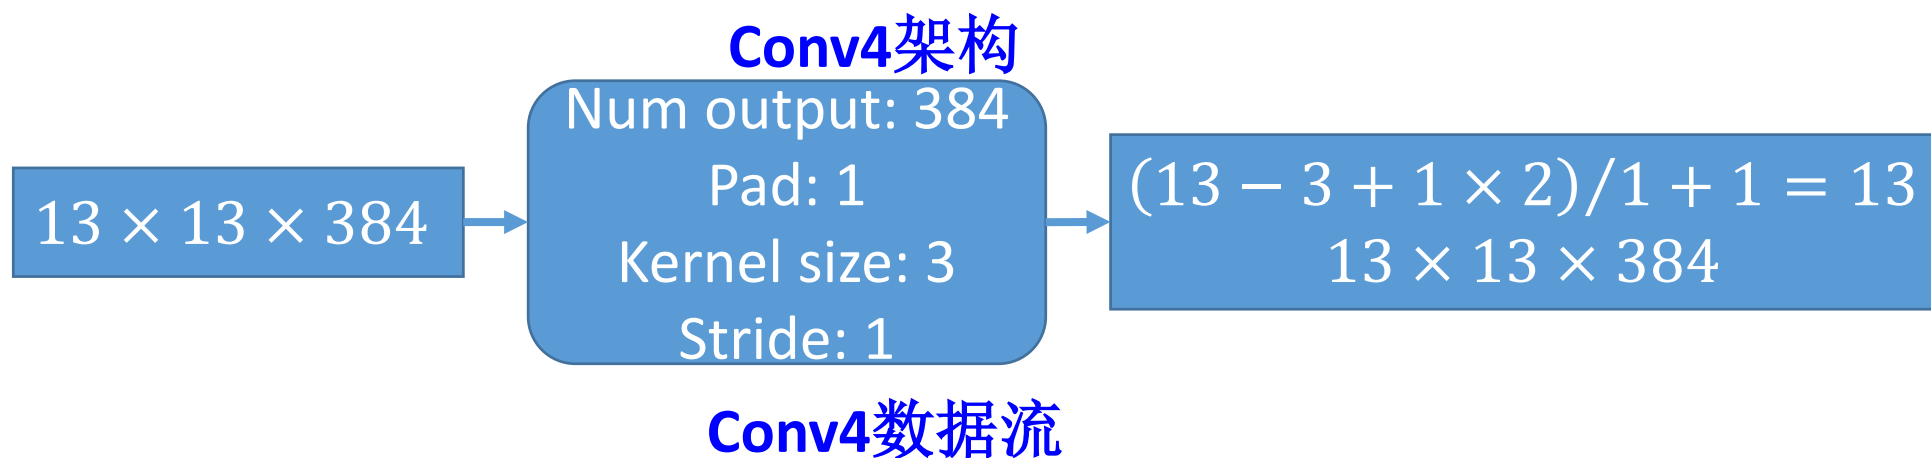 Conv4架构
13 × 13 × 384
Num output: 384
Pad: 1
Kernel size: 3
Stride: 1
(13 − 3 + 1 × 2)/1 + 1 = 13
13 × 13 × 384
Conv4数据流